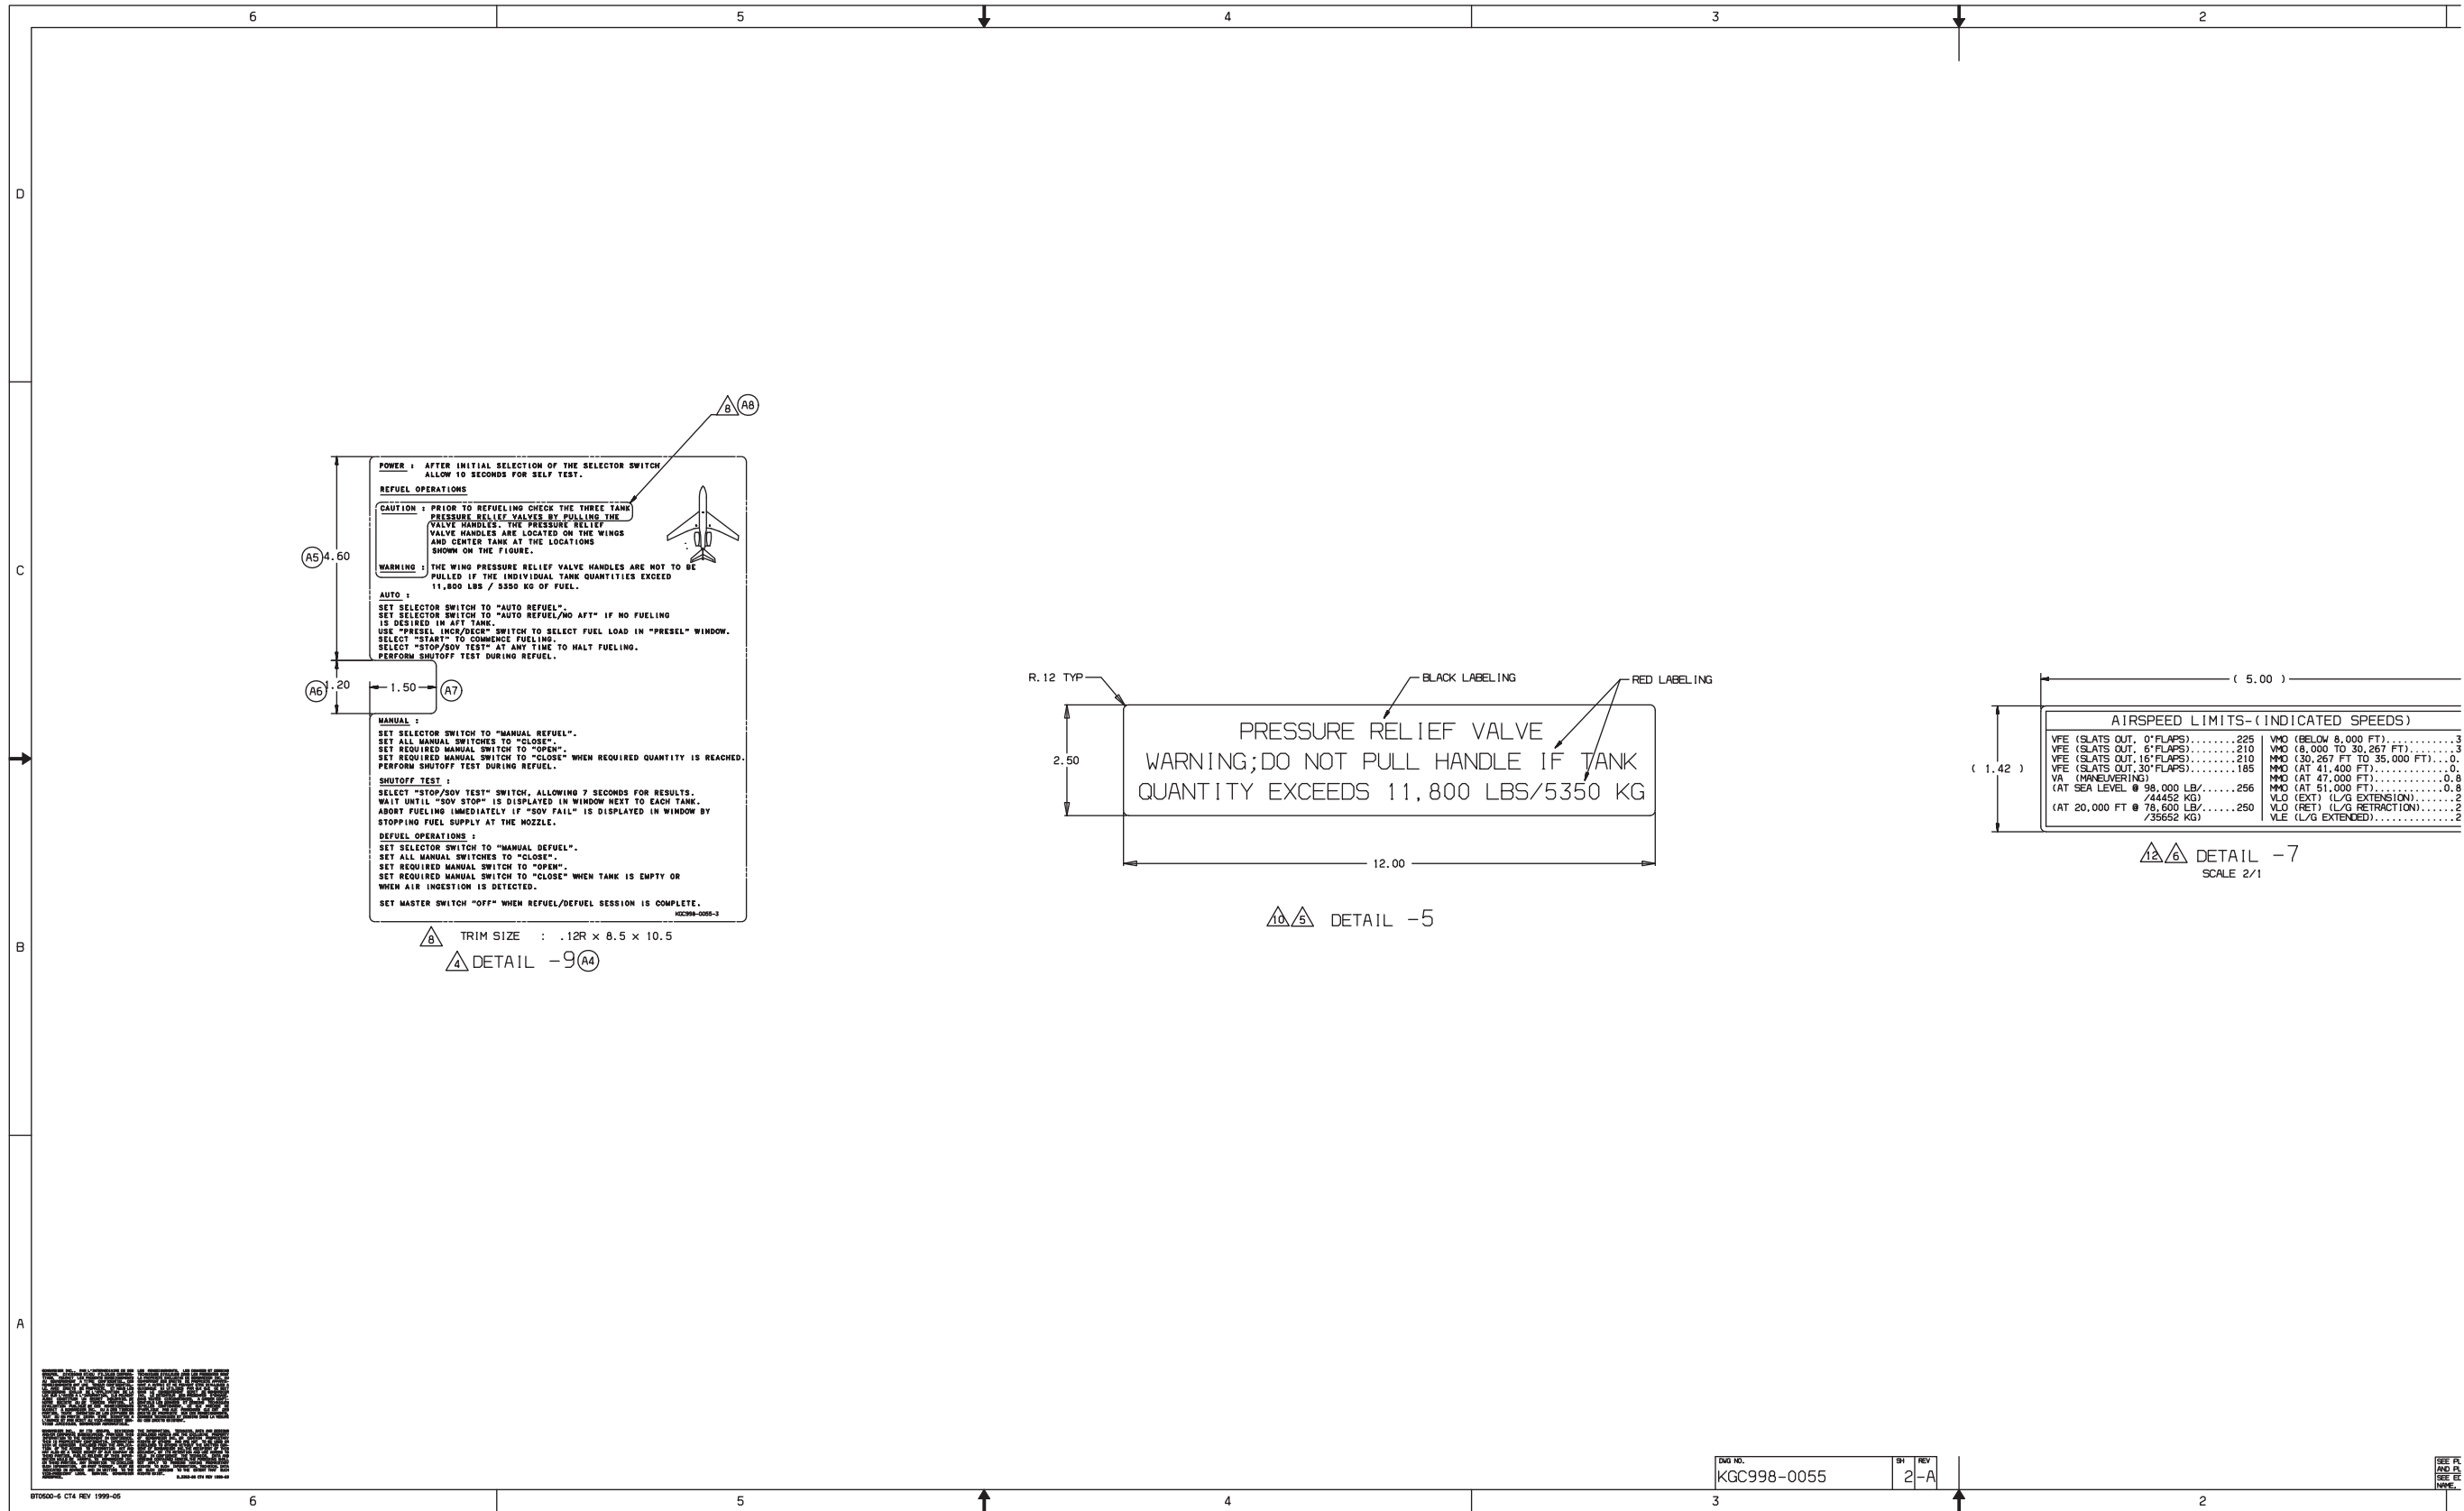 6 5 4 3 2
D
C
B
A
8 A8
POWER : AFTER INITIAL SELECTION OF THE SELECTOR SWITCH
ALLOW 10 SECONDS FOR SELF TEST.
REFUEL OPERATIONS
CAUTION : PRIOR TO REFUELING CHECK THE THREE TANK
PRESSURE RELIEF VALVES BY PULLING THE
VALVE HANDLES. THE PRESSURE RELIEF
VALVE HANDLES ARE LOCATED ON THE WINGS
AND CENTER TANK AT THE LOCATIONS
SHOWN ON THE FIGURE.
WARNING : THE WING PRESSURE RELIEF VALVE HANDLES ARE NOT TO BE
PULLED IF THE INDIVIDUAL TANK QUANTITIES EXCEED
11,800 LBS / 5350 KG OF FUEL.
AUTO :
SET SELECTOR SWITCH TO "AUTO REFUEL".
SET SELECTOR SWITCH TO "AUTO REFUEL/NO AFT" IF NO FUELING
IS DESIRED IN AFT TANK.
USE "PRESEL INCR/DECR" SWITCH TO SELECT FUEL LOAD IN "PRESEL" WINDOW.
SELECT "START" TO COMMENCE FUELING.
SELECT "STOP/SOV TEST" AT ANY TIME TO HALT FUELING.
PERFORM SHUTOFF TEST DURING REFUEL.
A5 4.60
A6 1.20
1.50 A7
MANUAL :
SET SELECTOR SWITCH TO "MANUAL REFUEL".
SET ALL MANUAL SWITCHES TO "CLOSE".
SET REQUIRED MANUAL SWITCH TO "OPEN".
SET REQUIRED MANUAL SWITCH TO "CLOSE" WHEN REQUIRED QUANTITY IS REACHED.
PERFORM SHUTOFF TEST DURING REFUEL.
SHUTOFF TEST :
SELECT "STOP/SOV TEST" SWITCH, ALLOWING 7 SECONDS FOR RESULTS.
WAIT UNTIL "SOV STOP" IS DISPLAYED IN WINDOW NEXT TO EACH TANK.
ABORT FUELING IMMEDIATELY IF "SOV FAIL" IS DISPLAYED IN WINDOW BY
STOPPING FUEL SUPPLY AT THE NOZZLE.
DEFUEL OPERATIONS :
SET SELECTOR SWITCH TO "MANUAL DEFUEL".
SET ALL MANUAL SWITCHES TO "CLOSE".
SET REQUIRED MANUAL SWITCH TO "OPEN".
SET REQUIRED MANUAL SWITCH TO "CLOSE" WHEN TANK IS EMPTY OR
WHEN AIR INGESTION IS DETECTED.
SET MASTER SWITCH "OFF" WHEN REFUEL/DEFUEL SESSION IS COMPLETE.
KGC998-0055-3
8 TRIM SIZE : .12R × 8.5 × 10.5
4 DETAIL -9 A4
R.12 TYP
BLACK LABELING
RED LABELING
PRESSURE RELIEF VALVE
WARNING;DO NOT PULL HANDLE IF TANK
QUANTITY EXCEEDS 11,800 LBS/5350 KG
2.50
12.00
10 5 DETAIL -5
( 5.00 )
( 1.42 )
AIRSPEED LIMITS-(INDICATED SPEEDS)
VFE (SLATS OUT, 0°FLAPS)........225
VFE (SLATS OUT, 6°FLAPS)........210
VFE (SLATS OUT,16°FLAPS)........210
VFE (SLATS OUT,30°FLAPS)........185
VA (MANEUVERING)
(AT SEA LEVEL @ 98,000 LB/......256
/44452 KG)
(AT 20,000 FT @ 78,600 LB/......250
/35652 KG)
VMO (BELOW 8,000 FT)...........3
VMO (8,000 TO 30,267 FT)........3
MMO (30,267 FT TO 35,000 FT)...0.
MMO (AT 41,400 FT)............0.
MMO (AT 47,000 FT)...........0.8
MMO (AT 51,000 FT)...........0.8
VLO (EXT) (L/G EXTENSION).......2
VLO (RET) (L/G RETRACTION)......2
VLE (L/G EXTENDED)..............2
12 6 DETAIL -7
SCALE 2/1
DWG NO. SH REV
KGC998-0055 2 -A
SEE
AND
SEE
NAME,
BT0500-6 CT4 REV 1999-05
6 5 4 3 2